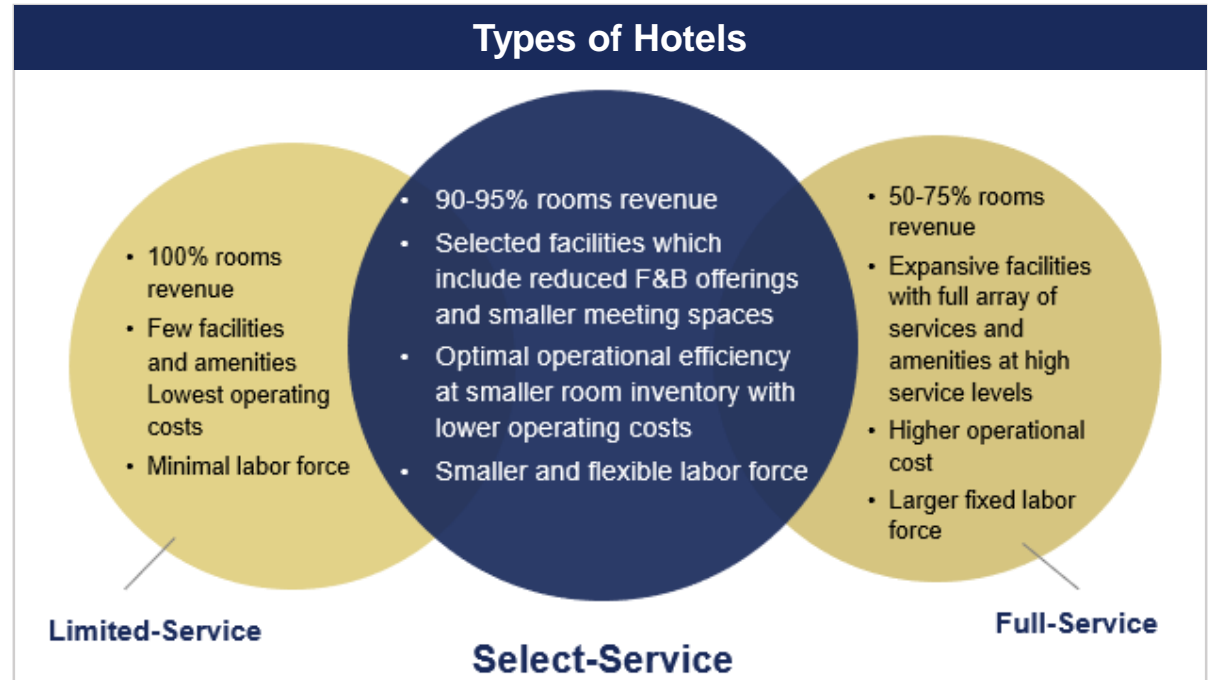 Types of Hotels
• 100% rooms
revenue
• Few facilities
and amenities
Lowest operating
costs
• Minimal labor force
Limited-Service
• 90-95% rooms revenue
• Selected facilities which
include reduced F&B offerings
and smaller meeting spaces
• Optimal operational efficiency
at smaller room inventory with
lower operating costs
• Smaller and flexible labor force
Select-Service
• 50-75% rooms
revenue
• Expansive facilities
with full array of
services and
amenities at high
service levels
• Higher operational
cost
• Larger fixed labor
force
Full-Service